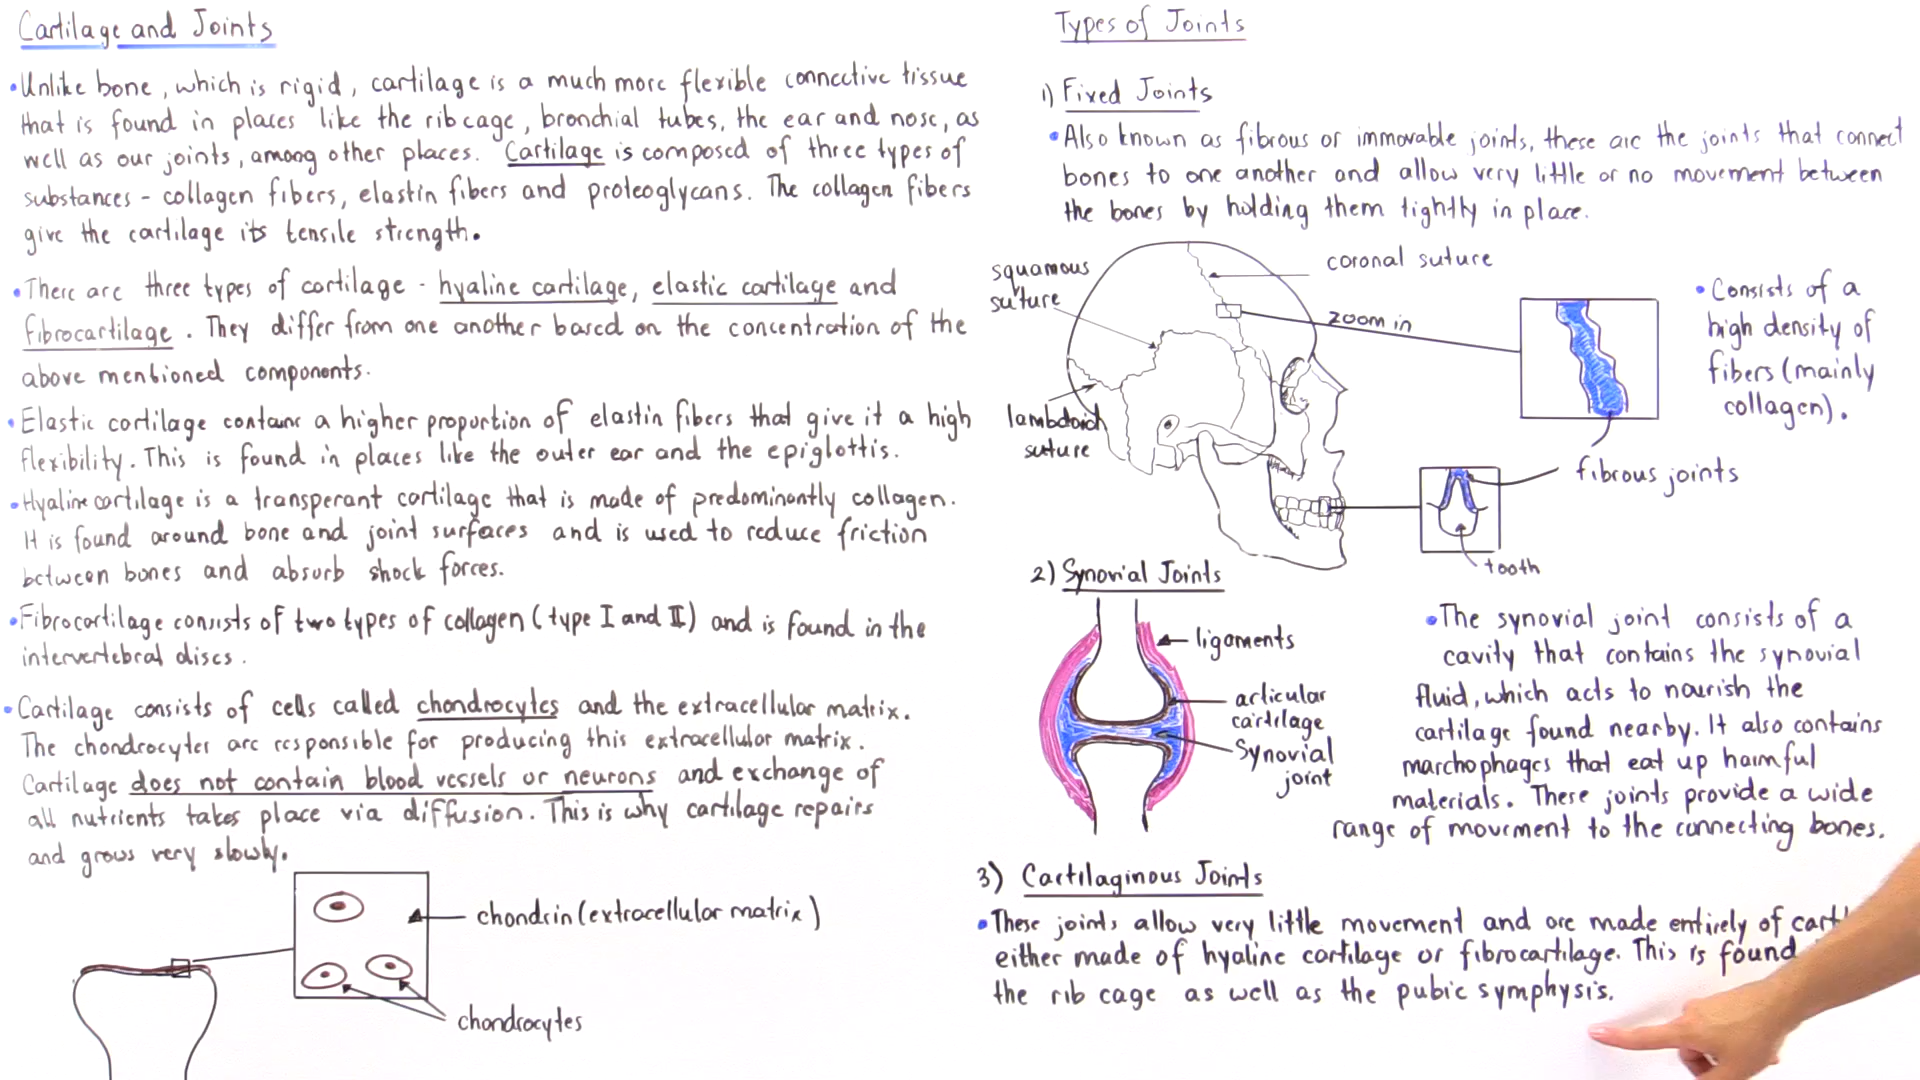 Cartilage and Joints
•Unlike bone, which is rigid, cartilage is a much more flexible connective tissue
that is found in places like the rib cage, bronchial tubes, the ear and nose, as
well as our joints, among other places. Cartilage is composed of three types of
substances - collagen fibers, elastin fibers and proteoglycans. The collagen fibers
give the cartilage its tensile strength.
•There are three types of cartilage - hyaline cartilage, elastic cartilage and
fibrocartilage. They differ from one another based on the concentration of the
above mentioned components.
•Elastic cartilage contains a higher proportion of elastin fibers that give it a high
flexibility. This is found in places like the outer ear and the epiglottis.
•Hyaline cartilage is a transperant cartilage that is made of predominantly collagen.
It is found around bone and joint surfaces and is used to reduce friction
between bones and absorb shock forces.
•Fibrocartilage consists of two types of collagen (type I and II) and is found in the
intervertebral discs.
•Cartilage consists of cells called chondrocytes and the extracellular matrix.
The chondrocytes are responsible for producing this extracellular matrix.
Cartilage does not contain blood vessels or neurons and exchange of
all nutrients takes place via diffusion. This is why cartilage repairs
and grows very slowly.
chondrin (extracellular matrix)
chondrocytes
Types of Joints
1) Fixed Joints
•Also known as fibrous or immovable joints, these are the joints that connect
bones to one another and allow very little or no movement between
the bones by holding them tightly in place.
squamous
suture
coronal suture
zoom in
lambdoid
suture
•Consists of a
high density of
fibers (mainly
collagen).
fibrous joints
tooth
2) Synovial Joints
ligaments
articular
cartilage
Synovial
joint
•The synovial joint consists of a
cavity that contains the synovial
fluid, which acts to nourish the
cartilage found nearby. It also contains
marchophages that eat up harmful
materials. These joints provide a wide
range of movement to the connecting bones.
3) Cartilaginous Joints
•These joints allow very little movement and are made entirely of
either made of hyaline cartilage or fibrocartilage. This is found
the rib cage as well as the pubic symphysis.